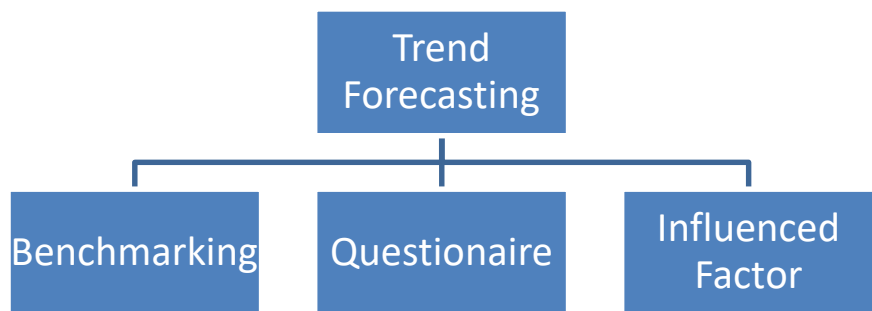 Trend
Forecasting
Benchmarking
Questionaire
Influenced
Factor